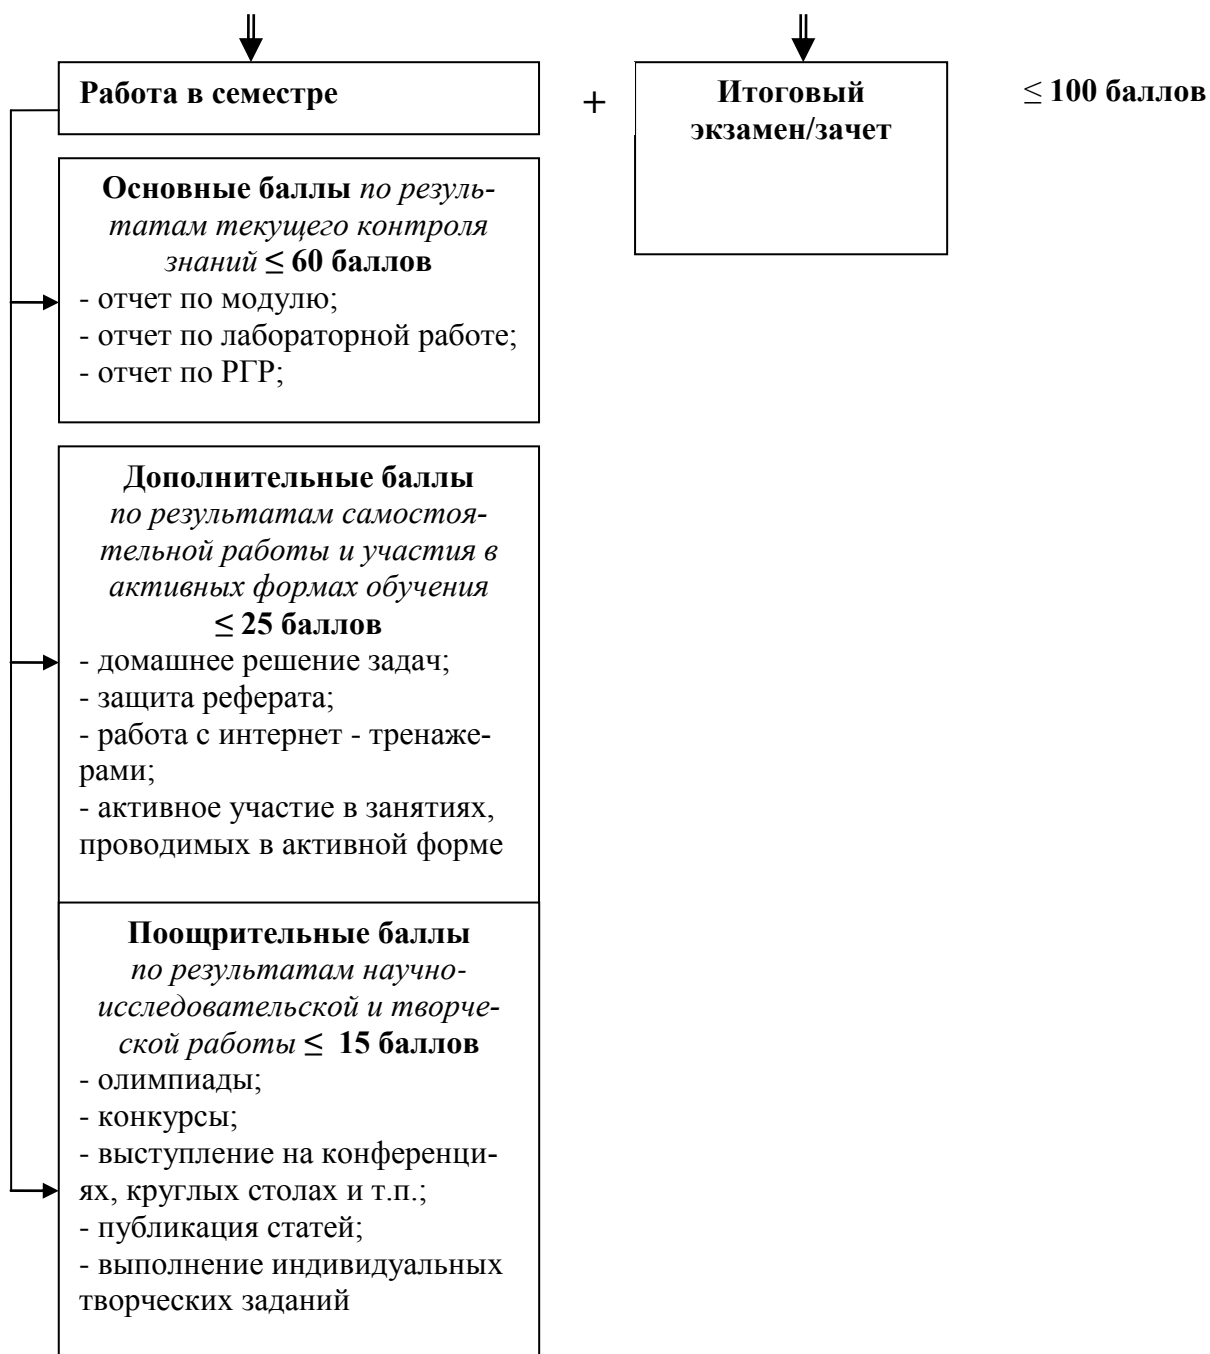 Работа в семестре
+
Итоговый
экзамен/зачет
≤ 100 баллов
Основные баллы по резуль-
татам текущего контроля
знаний ≤ 60 баллов
- отчет по модулю;
- отчет по лабораторной работе;
- отчет по РГР;
Дополнительные баллы
по результатам самостоя-
тельной работы и участия в
активных формах обучения
≤ 25 баллов
- домашнее решение задач;
- защита реферата;
- работа с интернет - тренаже-
рами;
- активное участие в занятиях,
проводимых в активной форме
Поощрительные баллы
по результатам научно-
исследовательской и творче-
ской работы ≤ 15 баллов
- олимпиады;
- конкурсы;
- выступление на конференци-
ях, круглых столах и т.п.;
- публикация статей;
- выполнение индивидуальных
творческих заданий